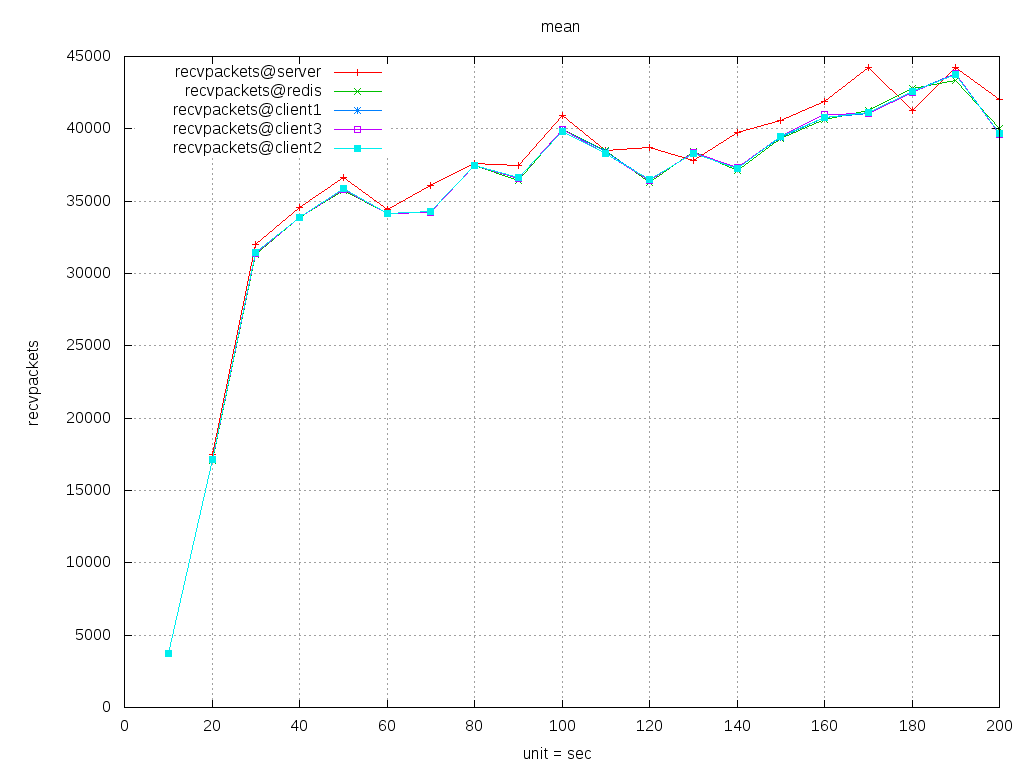 mean
45000
40000
35000
30000
25000
20000
15000
10000
5000
0
recvpackets
recvpackets@server
recvpackets@redis
recvpackets@client1
recvpackets@client3
recvpackets@client2
0 20 40 60 80 100 120 140 160 180 200
unit = sec